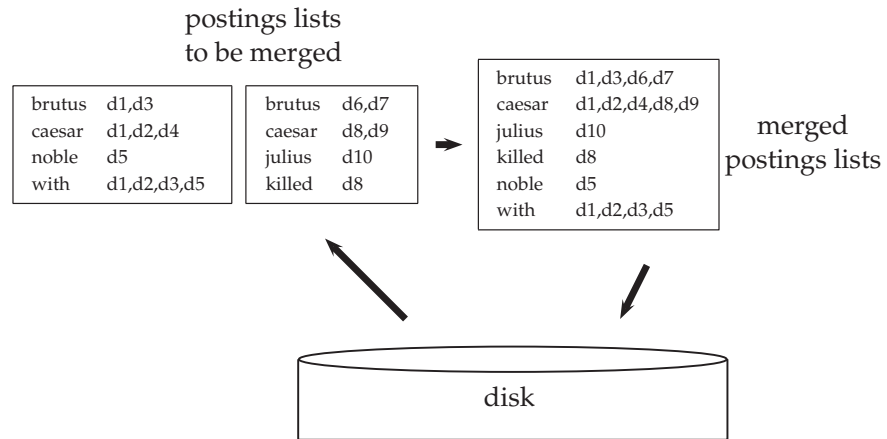 postings lists
to be merged
brutus d1,d3
caesar d1,d2,d4
noble d5
with d1,d2,d3,d5
brutus d6,d7
caesar d8,d9
julius d10
killed d8
brutus d1,d3,d6,d7
caesar d1,d2,d4,d8,d9
julius d10
killed d8
noble d5
with d1,d2,d3,d5
merged
postings lists
disk